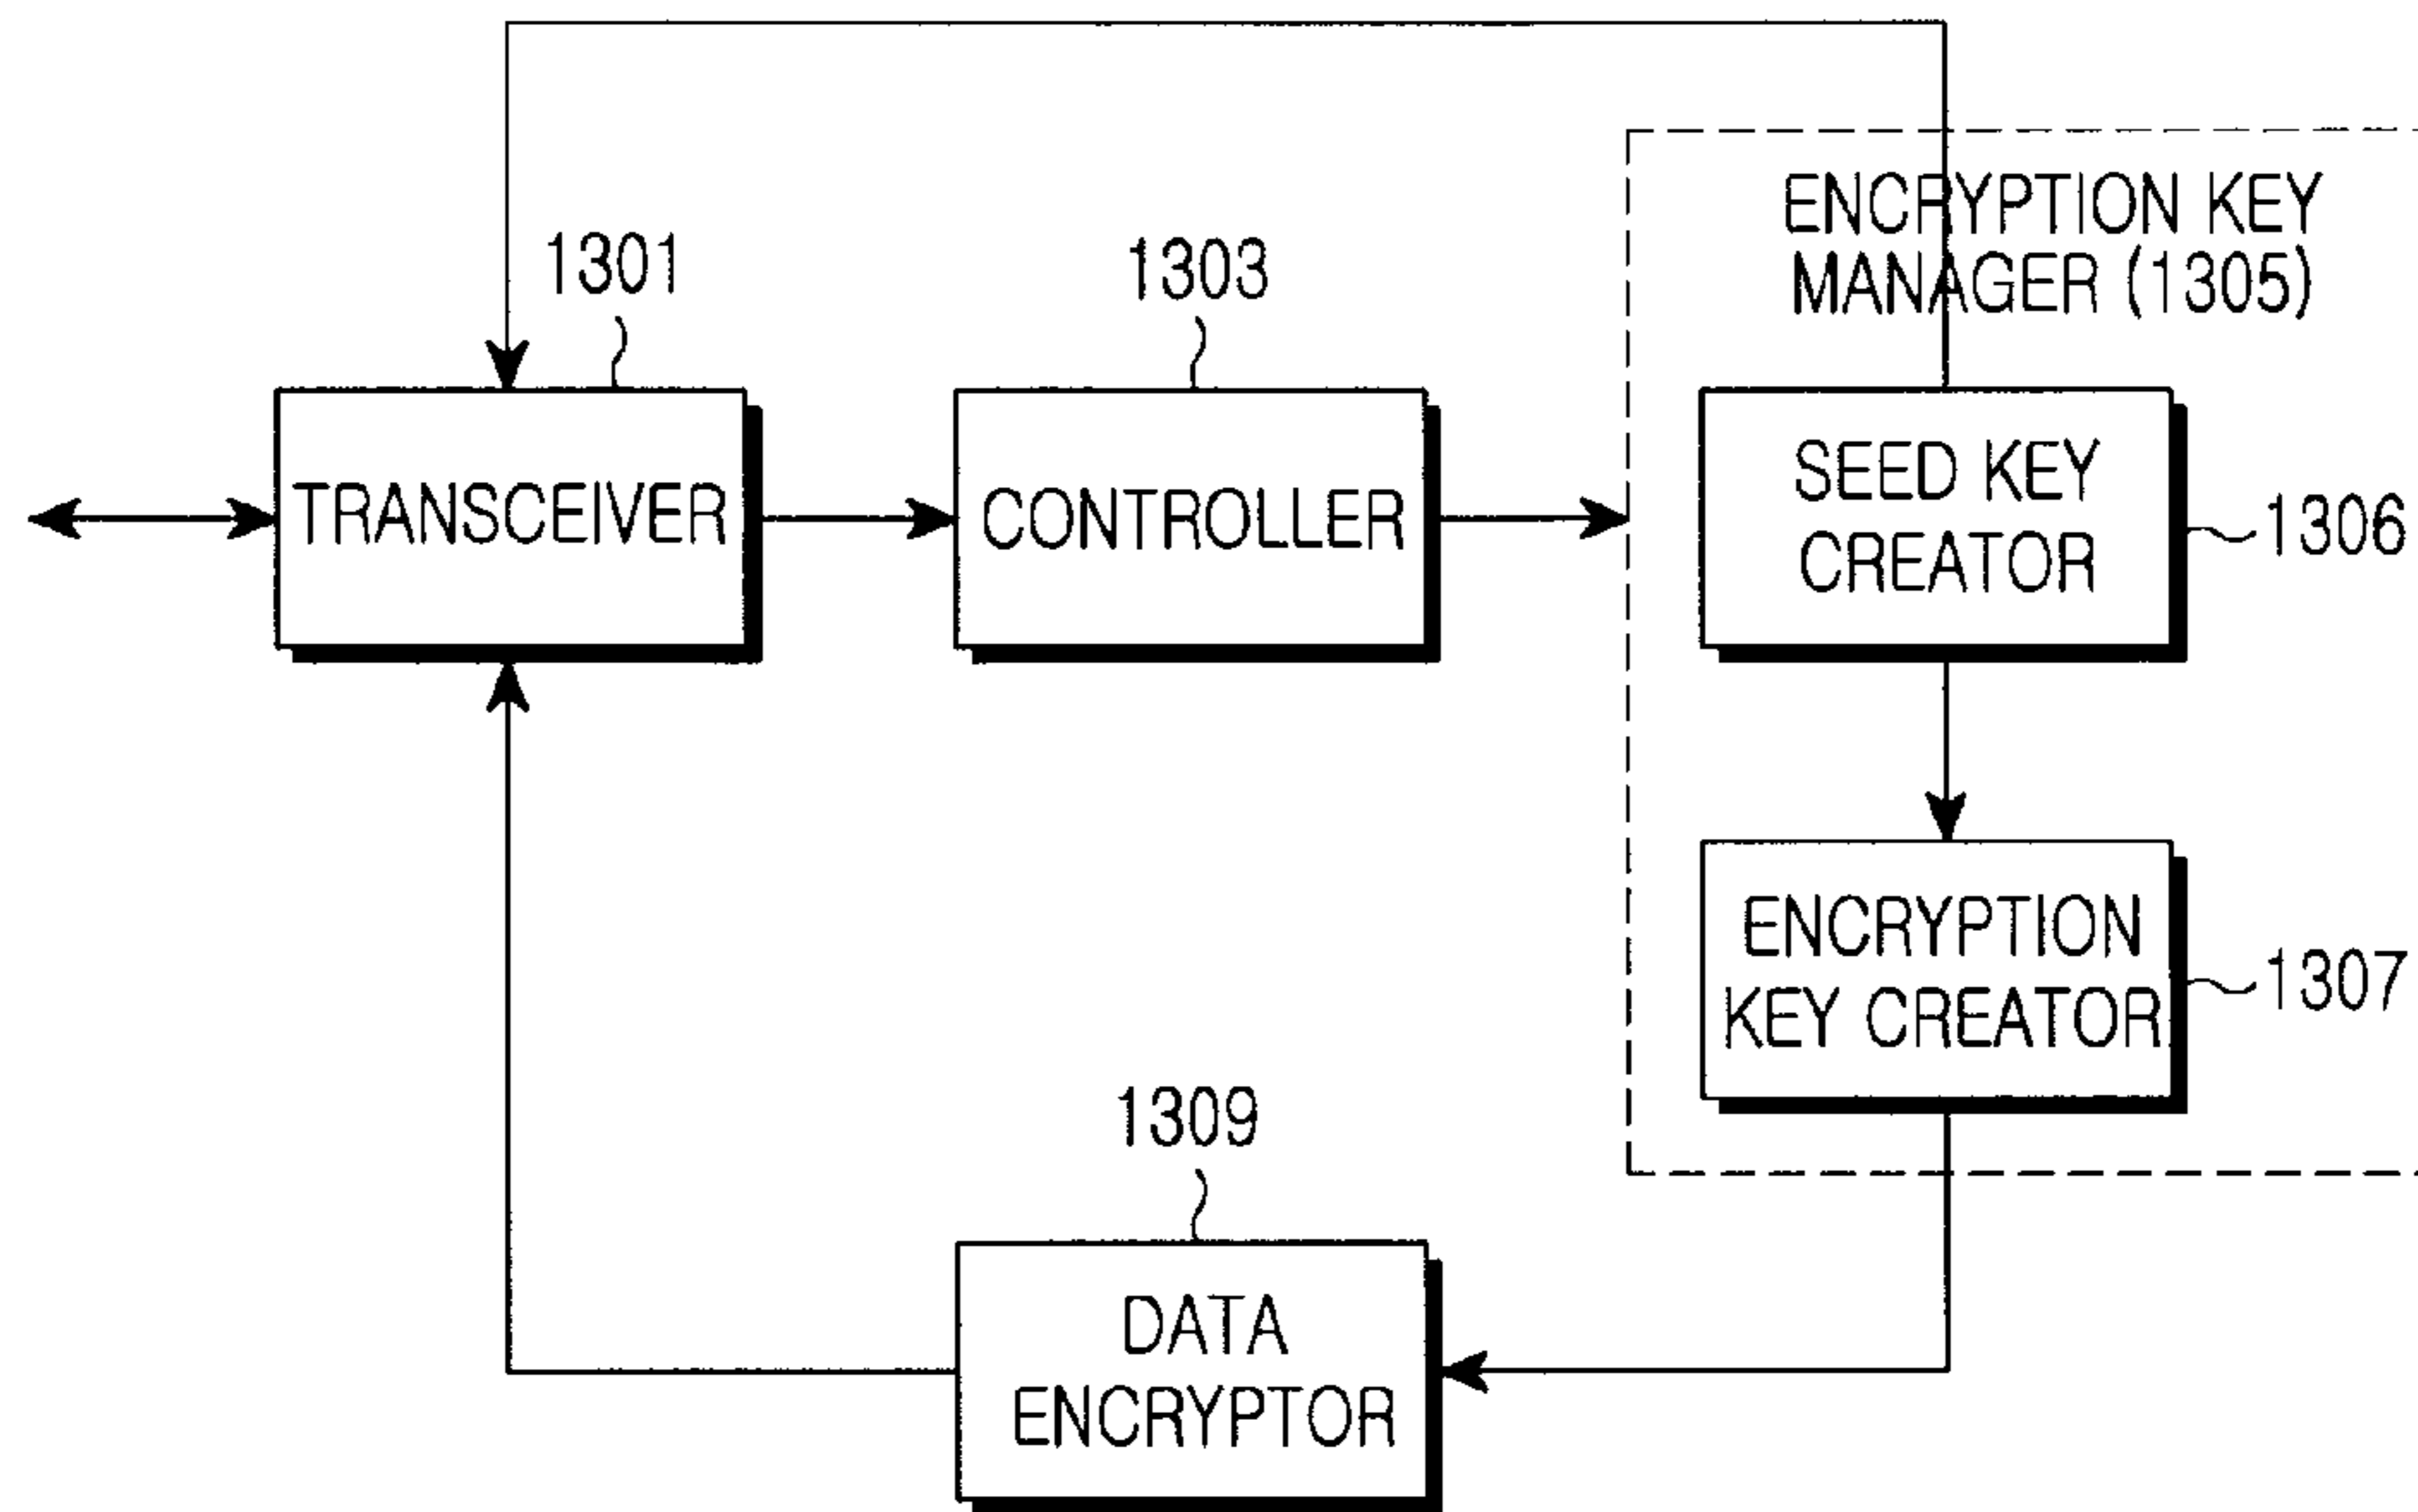 ENCRYPTION KEY
MANAGER (1305)
1301
1303
TRANSCEIVER
CONTROLLER
SEED KEY
CREATOR
1306
ENCRYPTION
KEY CREATOR
1307
1309
DATA
ENCRYPTOR